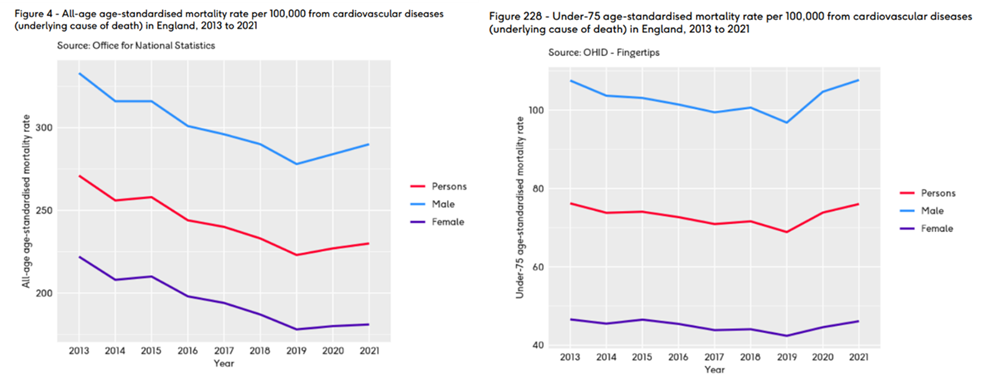 Figure 4 - All-age age-standardised mortality rate per 100,000 from cardiovascular diseases
(underlying cause of death) in England, 2013 to 2021
Source: Office for National Statistics
All-age age-standardised mortality rate
300
250
200
2013 2014 2015 2016 2017 2018 2019 2020 2021
Year
Persons
Male
Female
Figure 228 - Under-75 age-standardised mortality rate per 100,000 from cardiovascular diseases
(underlying cause of death) in England, 2013 to 2021
Source: OHID - Fingertips
Under-75 age-standardised mortality rate
100
80
60
40
2013 2014 2015 2016 2017 2018 2019 2020 2021
Year
Persons
Male
Female